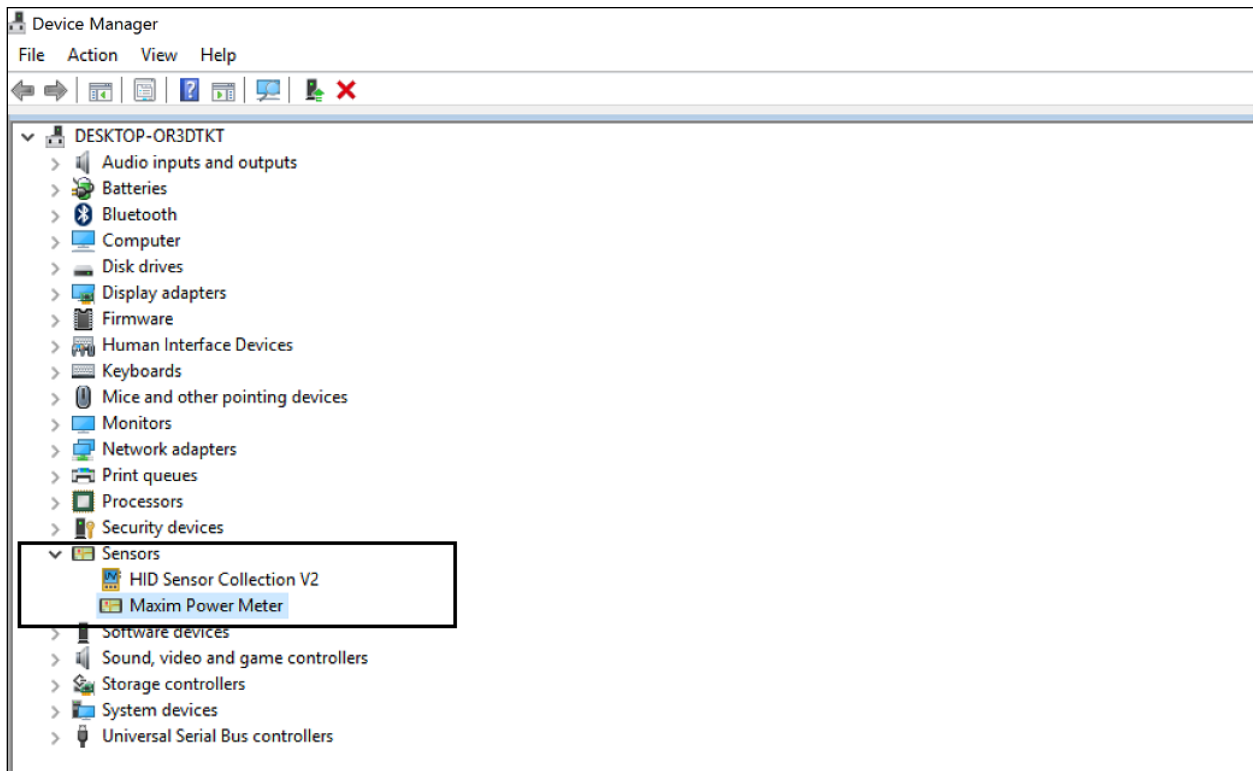 Device Manager
File Action View Help
DESKTOP-OR3DTKT
Audio inputs and outputs
Batteries
Bluetooth
Computer
Disk drives
Display adapters
Firmware
Human Interface Devices
Keyboards
Mice and other pointing devices
Monitors
Network adapters
Print queues
Processors
Security devices
Sensors
HID Sensor Collection V2
Maxim Power Meter
Software devices
Sound, video and game controllers
Storage controllers
System devices
Universal Serial Bus controllers